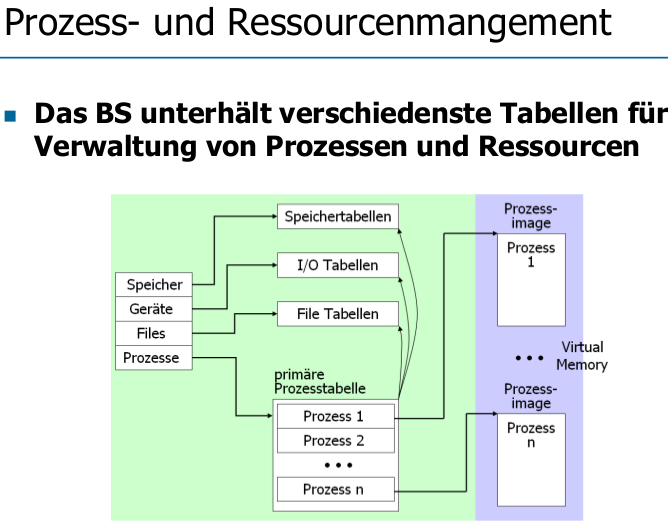 Prozess- und Ressourcenmangement
Das BS unterhält verschiedenste Tabellen für
Verwaltung von Prozessen und Ressourcen
Speicher
Geräte
Files
Prozesse
Speichertabellen
I/O Tabellen
File Tabellen
primäre
Prozesstabelle
Prozess 1
Prozess 2
• • •
Prozess n
Prozess-
image
Prozess
1
• • •
Virtual
Memory
Prozess-
image
Prozess
n